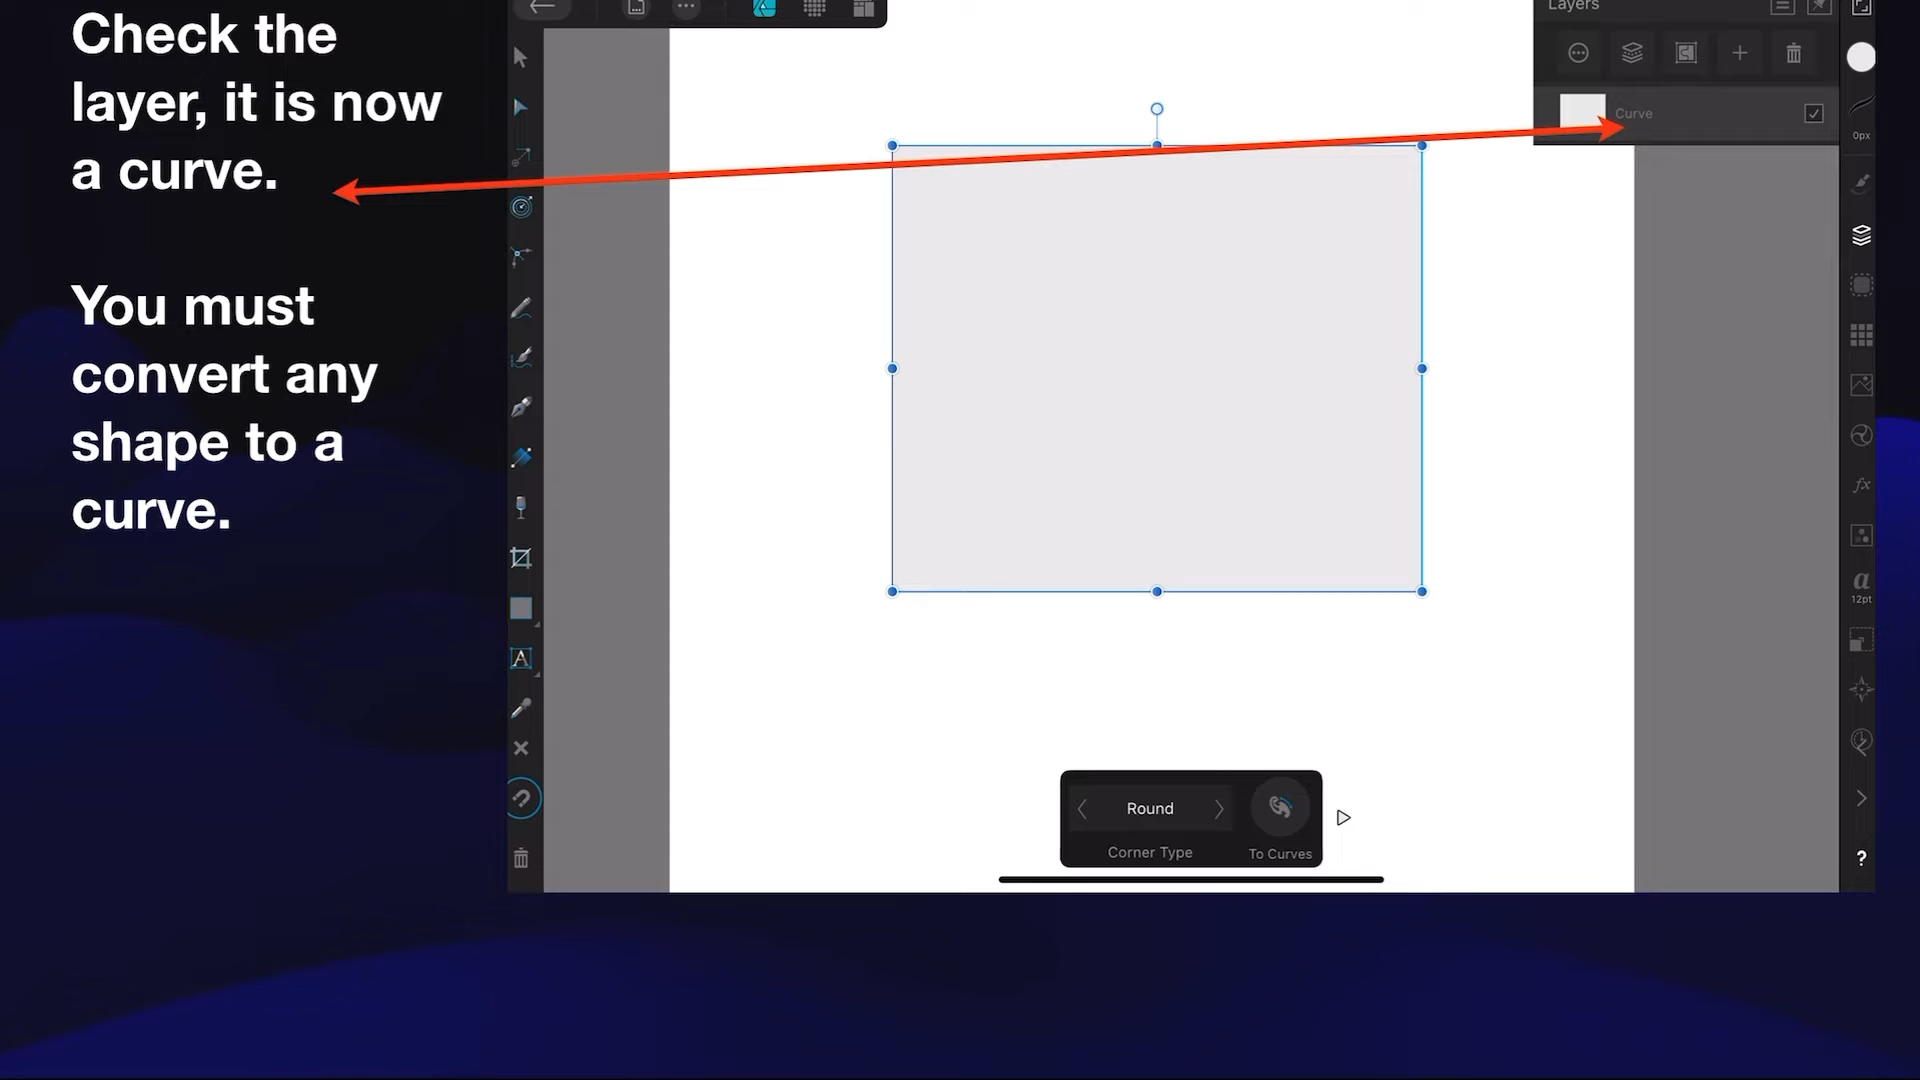 Check the
layer, it is now
a curve.
You must
convert any
shape to a
curve.
Layers
Curve
0px
fx
a
12pt
A
Round
Corner Type
To Curves
?